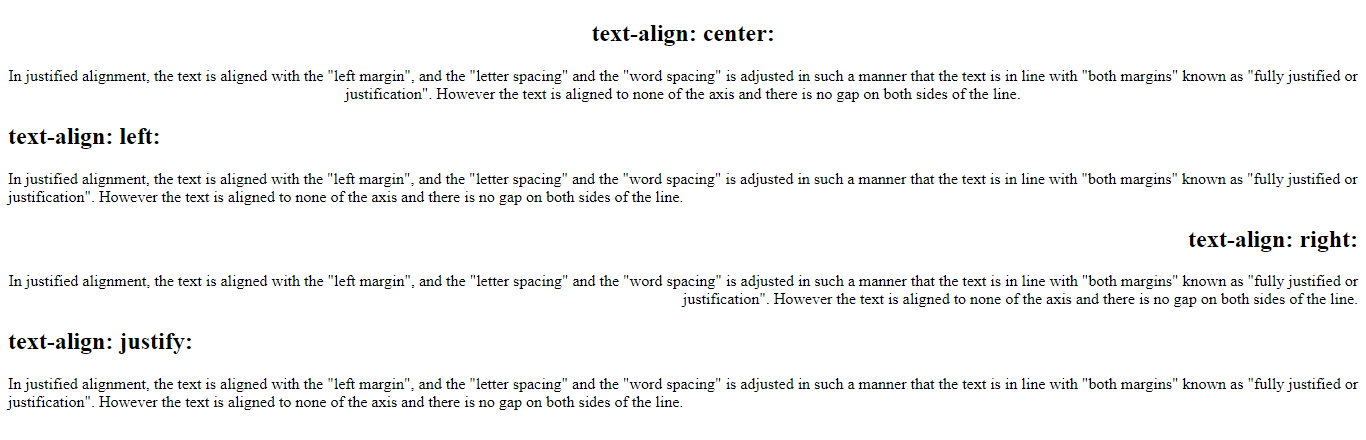 text-align: center:
In justified alignment, the text is aligned with the "left margin", and the "letter spacing" and the "word spacing" is adjusted in such a manner that the text is in line with "both margins" known as "fully justified or
justification". However the text is aligned to none of the axis and there is no gap on both sides of the line.
text-align: left:
In justified alignment, the text is aligned with the "left margin", and the "letter spacing" and the "word spacing" is adjusted in such a manner that the text is in line with "both margins" known as "fully justified or
justification". However the text is aligned to none of the axis and there is no gap on both sides of the line.
text-align: right:
In justified alignment, the text is aligned with the "left margin", and the "letter spacing" and the "word spacing" is adjusted in such a manner that the text is in line with "both margins" known as "fully justified or
justification". However the text is aligned to none of the axis and there is no gap on both sides of the line.
text-align: justify:
In justified alignment, the text is aligned with the "left margin", and the "letter spacing" and the "word spacing" is adjusted in such a manner that the text is in line with "both margins" known as "fully justified or
justification". However the text is aligned to none of the axis and there is no gap on both sides of the line.